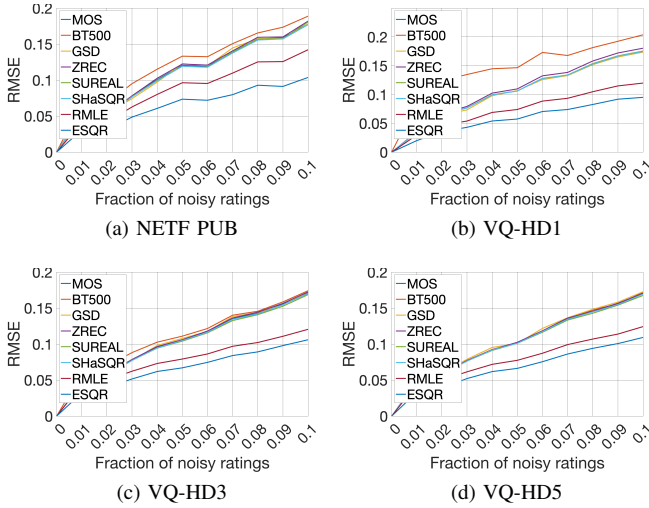 0.2
0.15
0.1
0.05
0
RMSE
MOS
BT500
GSD
ZREC
SUREAL
SHaSQR
RMLE
ESQR
0 0.01 0.02 0.03 0.04 0.05 0.06 0.07 0.08 0.09 0.1
Fraction of noisy ratings
(a) NETF PUB
0.25
0.2
0.15
0.1
0.05
0
RMSE
MOS
BT500
GSD
ZREC
SUREAL
SHaSQR
RMLE
ESQR
0 0.01 0.02 0.03 0.04 0.05 0.06 0.07 0.08 0.09 0.1
Fraction of noisy ratings
(b) VQ-HD1
0.2
0.15
0.1
0.05
0
RMSE
MOS
BT500
GSD
ZREC
SUREAL
SHaSQR
RMLE
ESQR
0 0.01 0.02 0.03 0.04 0.05 0.06 0.07 0.08 0.09 0.1
Fraction of noisy ratings
(c) VQ-HD3
0.2
0.15
0.1
0.05
0
RMSE
MOS
BT500
GSD
ZREC
SUREAL
SHaSQR
RMLE
ESQR
0 0.01 0.02 0.03 0.04 0.05 0.06 0.07 0.08 0.09 0.1
Fraction of noisy ratings
(d) VQ-HD5